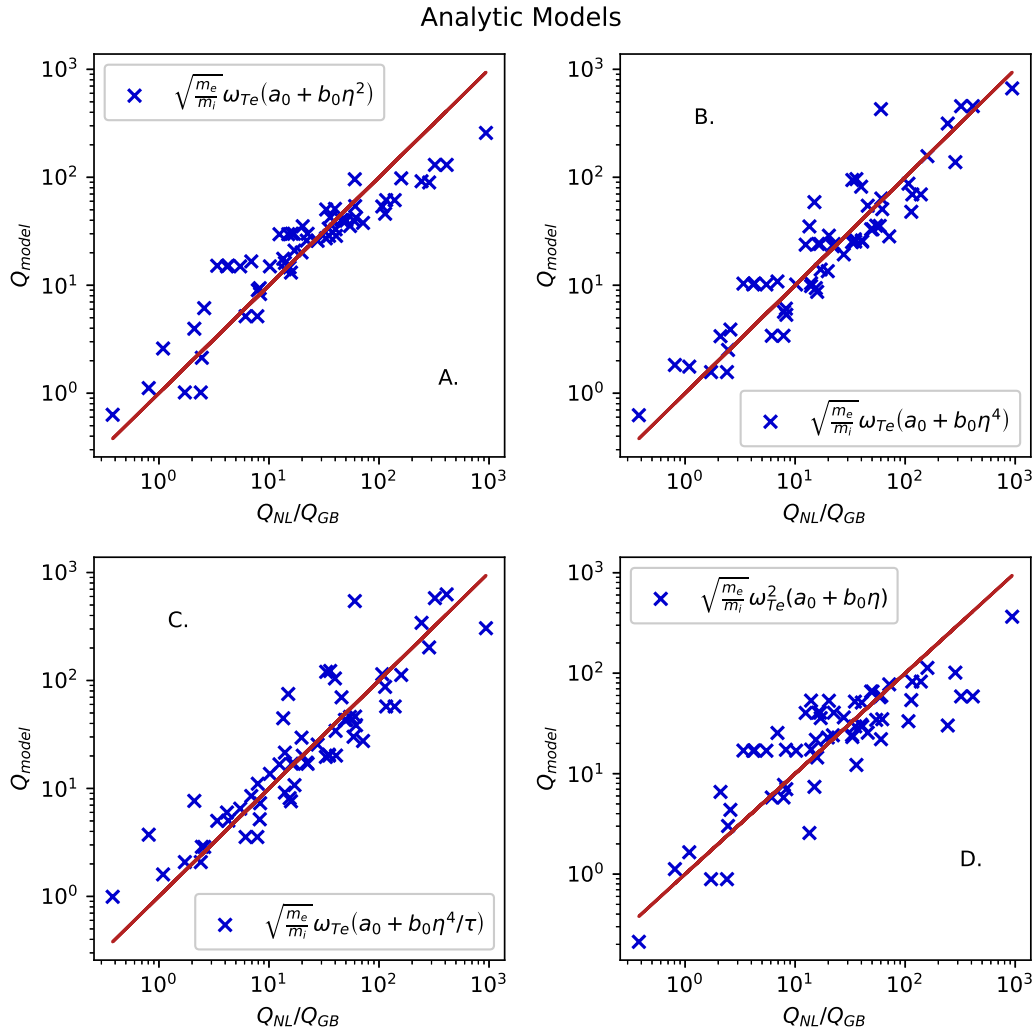 Analytic Models
10³
10²
10¹
10⁰
Q_model
√(m_e/m_i) ω_Te(a₀ + b₀η²)
A.
10⁰ 10¹ 10² 10³
Q_NL/Q_GB
10³
10²
10¹
10⁰
Q_model
B.
√(m_e/m_i) ω_Te(a₀ + b₀η⁴)
10⁰ 10¹ 10² 10³
Q_NL/Q_GB
10³
10²
10¹
10⁰
Q_model
C.
√(m_e/m_i) ω_Te(a₀ + b₀η⁴/τ)
10⁰ 10¹ 10² 10³
Q_NL/Q_GB
10³
10²
10¹
10⁰
Q_model
√(m_e/m_i) ω²_Te(a₀ + b₀η)
D.
10⁰ 10¹ 10² 10³
Q_NL/Q_GB